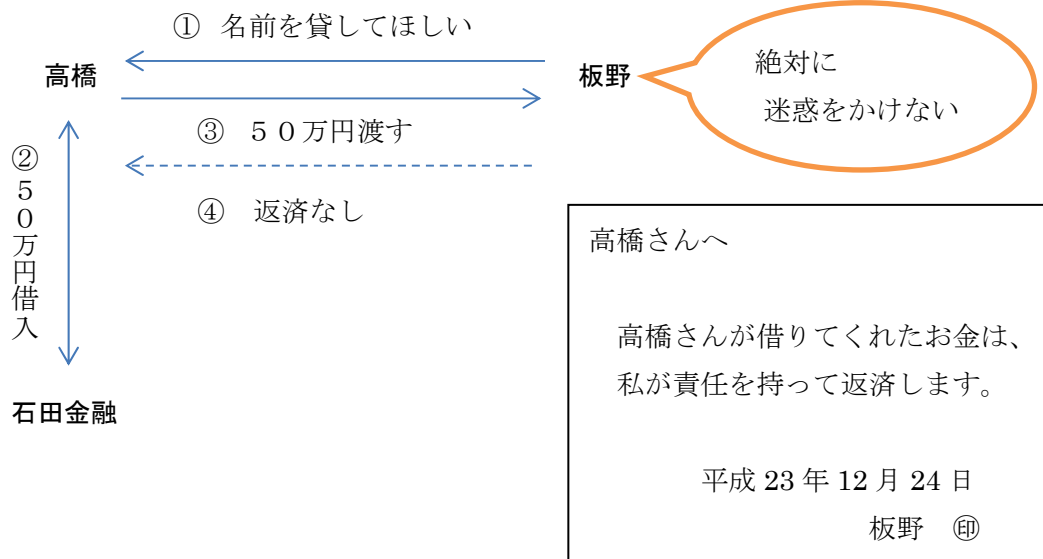 ① 名前を貸してほしい
高橋
板野
絶対に
迷惑をかけない
③ 50万円渡す
②50万円借入
④ 返済なし
石田金融
高橋さんへ
高橋さんが借りてくれたお金は、
私が責任を持って返済します。
平成 23 年 12 月 24 日
板野 ㊞